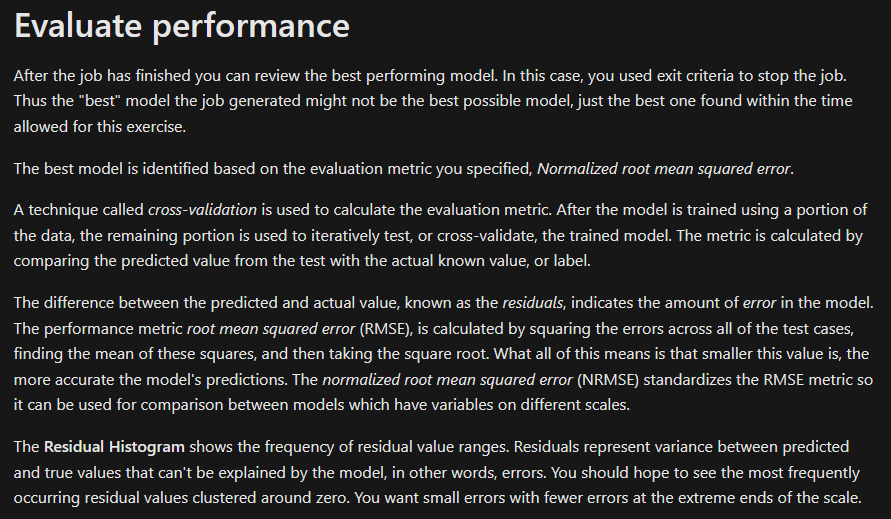 Evaluate performance
After the job has finished you can review the best performing model. In this case, you used exit criteria to stop the job.
Thus the "best" model the job generated might not be the best possible model, just the best one found within the time
allowed for this exercise.
The best model is identified based on the evaluation metric you specified, Normalized root mean squared error.
A technique called cross-validation is used to calculate the evaluation metric. After the model is trained using a portion of
the data, the remaining portion is used to iteratively test, or cross-validate, the trained model. The metric is calculated by
comparing the predicted value from the test with the actual known value, or label.
The difference between the predicted and actual value, known as the residuals, indicates the amount of error in the model.
The performance metric root mean squared error (RMSE), is calculated by squaring the errors across all of the test cases,
finding the mean of these squares, and then taking the square root. What all of this means is that smaller this value is, the
more accurate the model's predictions. The normalized root mean squared error (NRMSE) standardizes the RMSE metric so
it can be used for comparison between models which have variables on different scales.
The Residual Histogram shows the frequency of residual value ranges. Residuals represent variance between predicted
and true values that can't be explained by the model, in other words, errors. You should hope to see the most frequently
occurring residual values clustered around zero. You want small errors with fewer errors at the extreme ends of the scale.